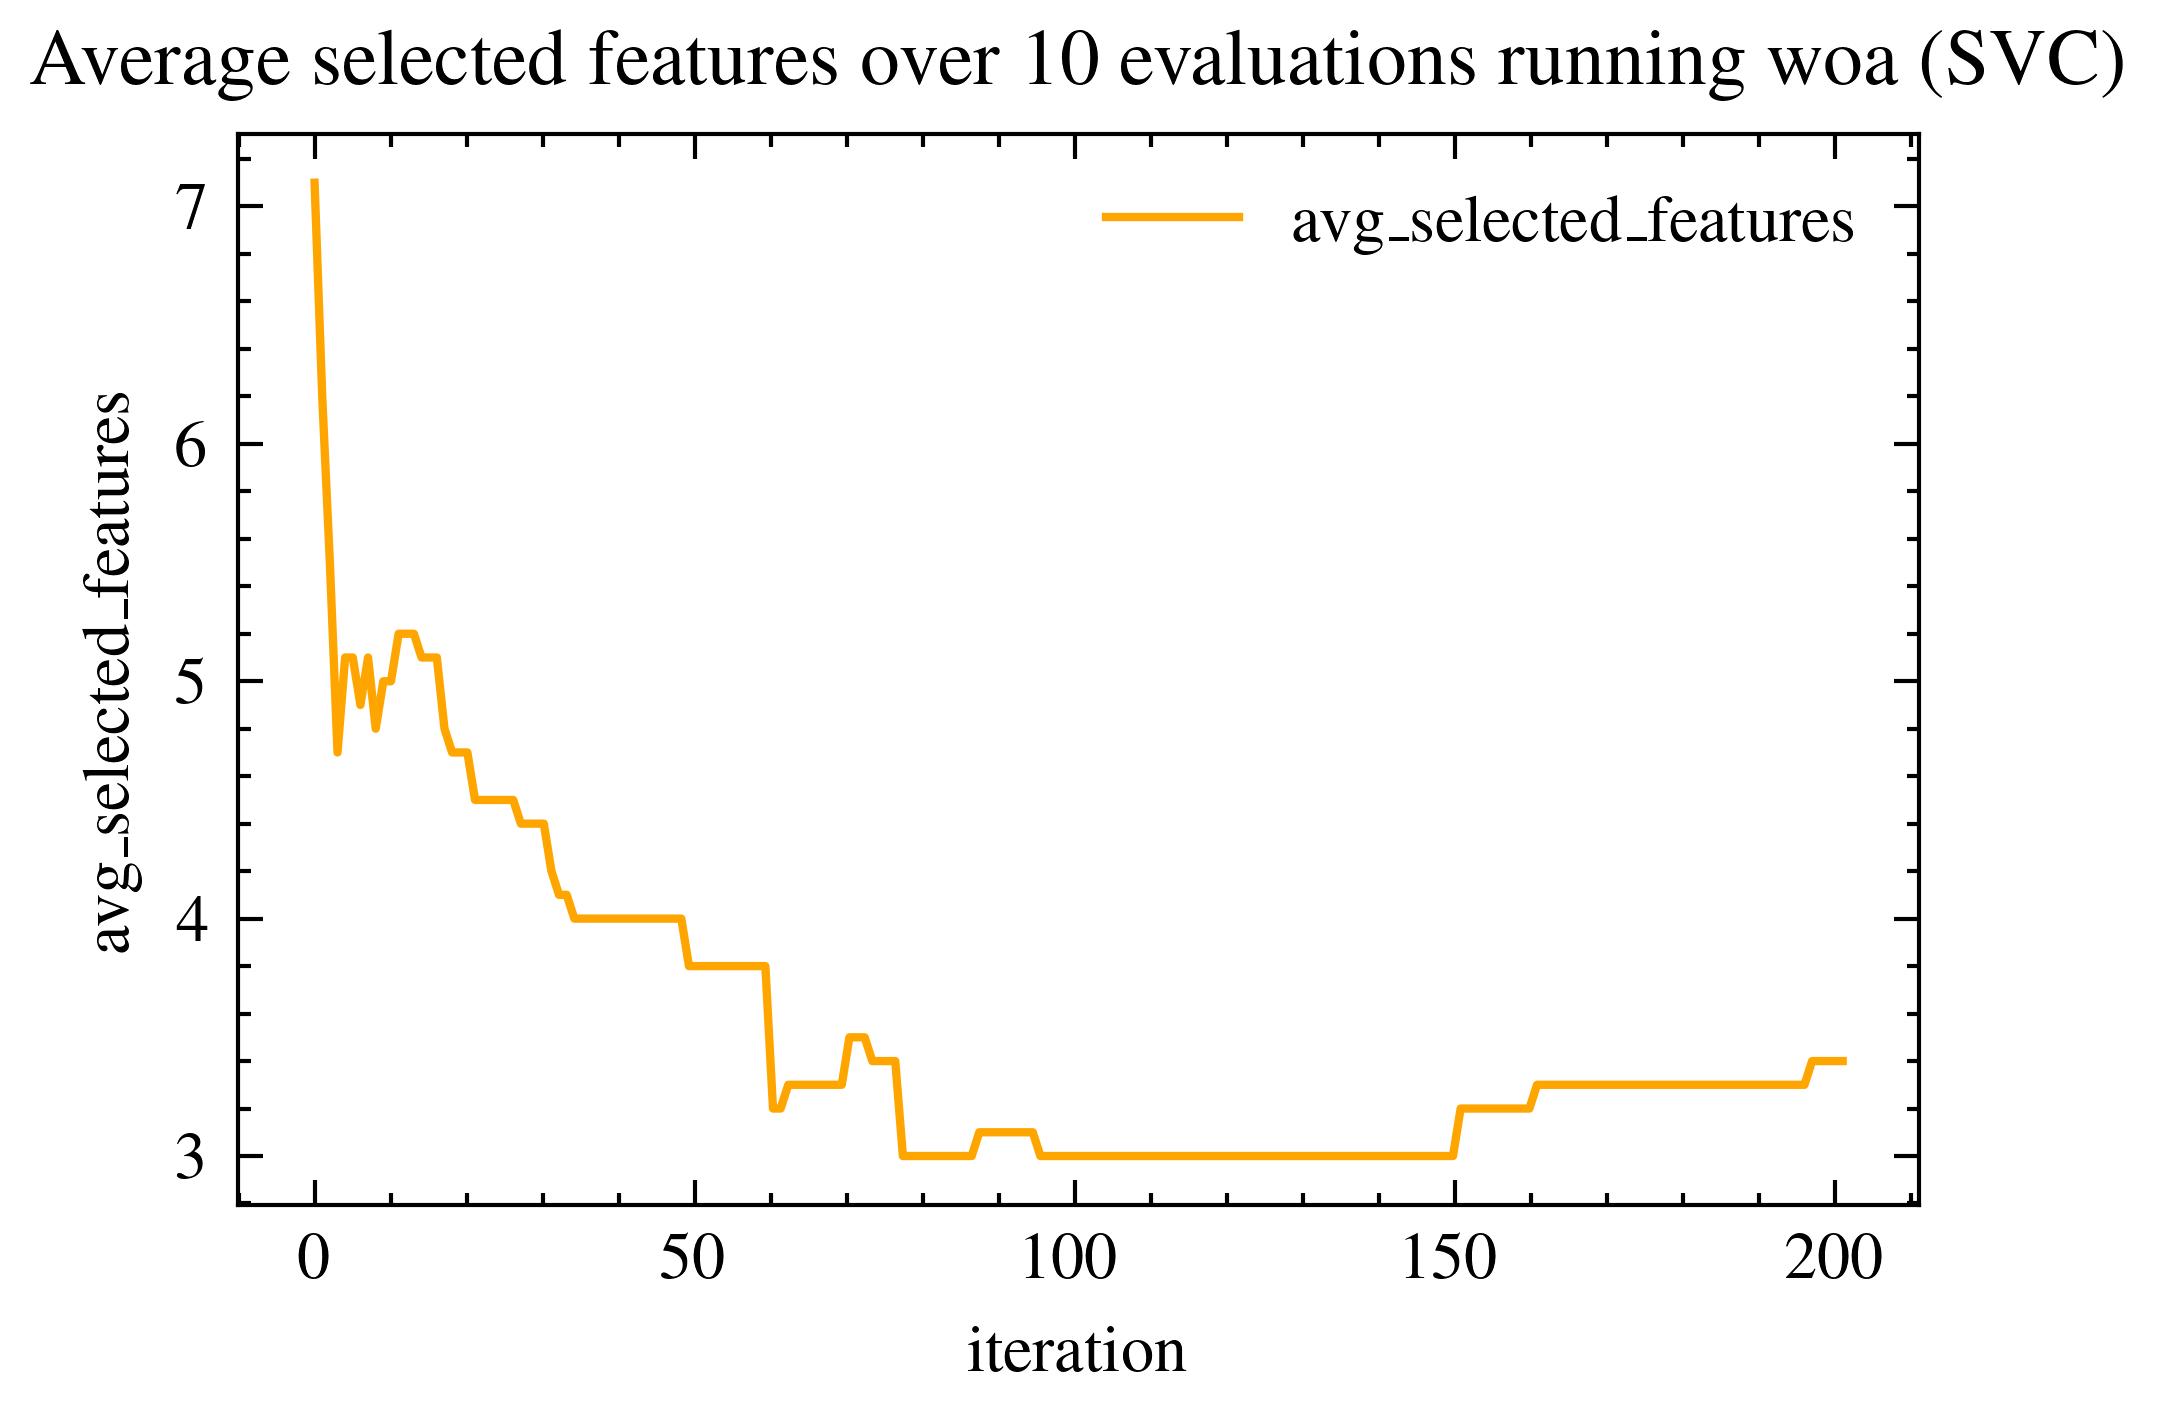 Average selected features over 10 evaluations running woa (SVC)
avg_selected_features
avg_selected_features
7
6
5
4
3
0 50 100 150 200
iteration